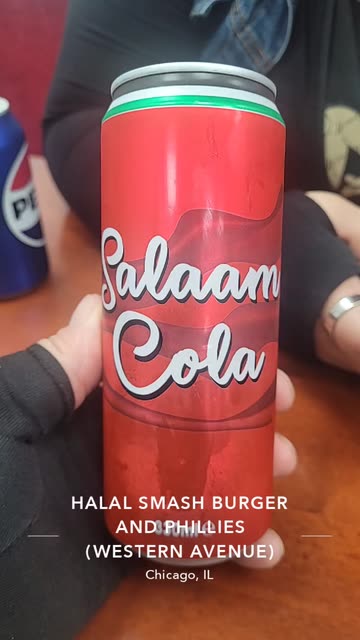 Salaam
Cola
HALAL SMASH BURGER
AND PHILLIES
(WESTERN AVENUE)
Chicago, IL